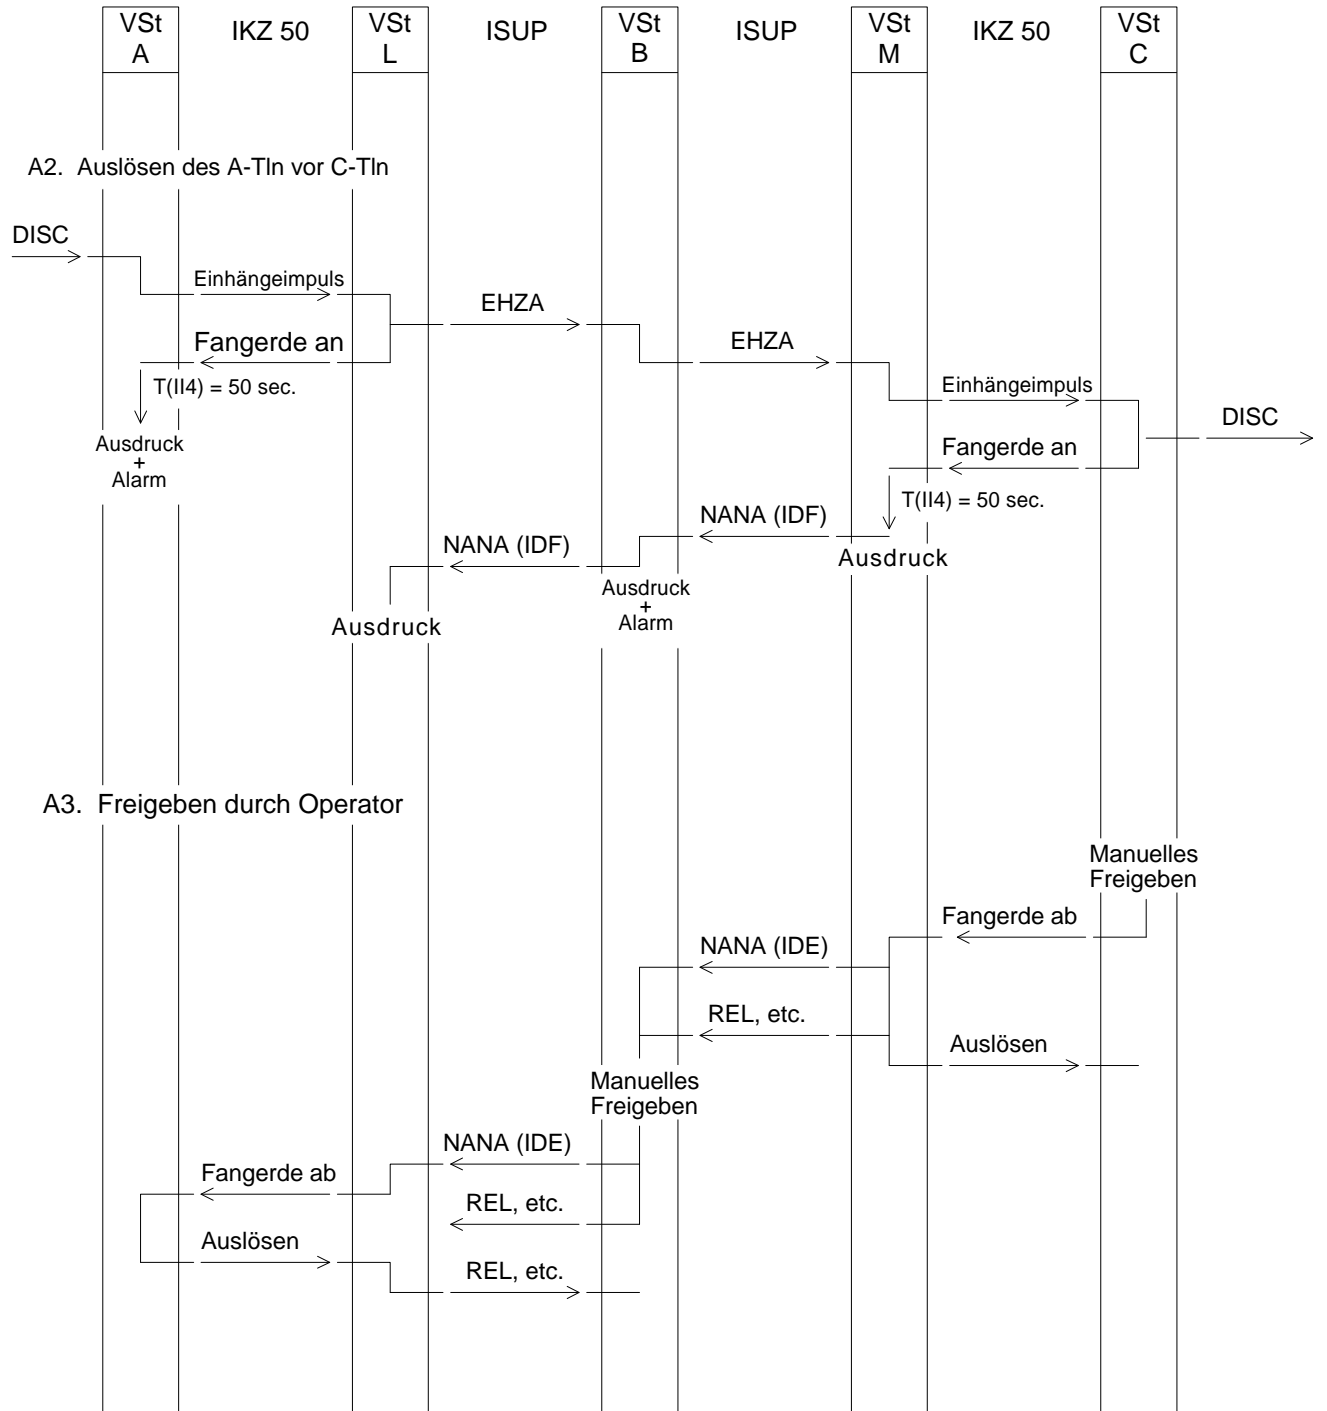 VSt
A
IKZ 50
VSt
L
ISUP
VSt
B
ISUP
VSt
M
IKZ 50
VSt
C
A2. Auslösen des A-Tln vor C-Tln
DISC
Einhängeimpuls
EHZA
Fangerde an
EHZA
T(II4) = 50 sec.
Einhängeimpuls
DISC
Ausdruck
+
Alarm
Fangerde an
T(II4) = 50 sec.
NANA (IDF)
NANA (IDF)
Ausdruck
Ausdruck
+
Alarm
Ausdruck
A3. Freigeben durch Operator
Manuelles
Freigeben
Fangerde ab
NANA (IDE)
REL, etc.
Auslösen
Manuelles
Freigeben
NANA (IDE)
Fangerde ab
REL, etc.
Auslösen
REL, etc.